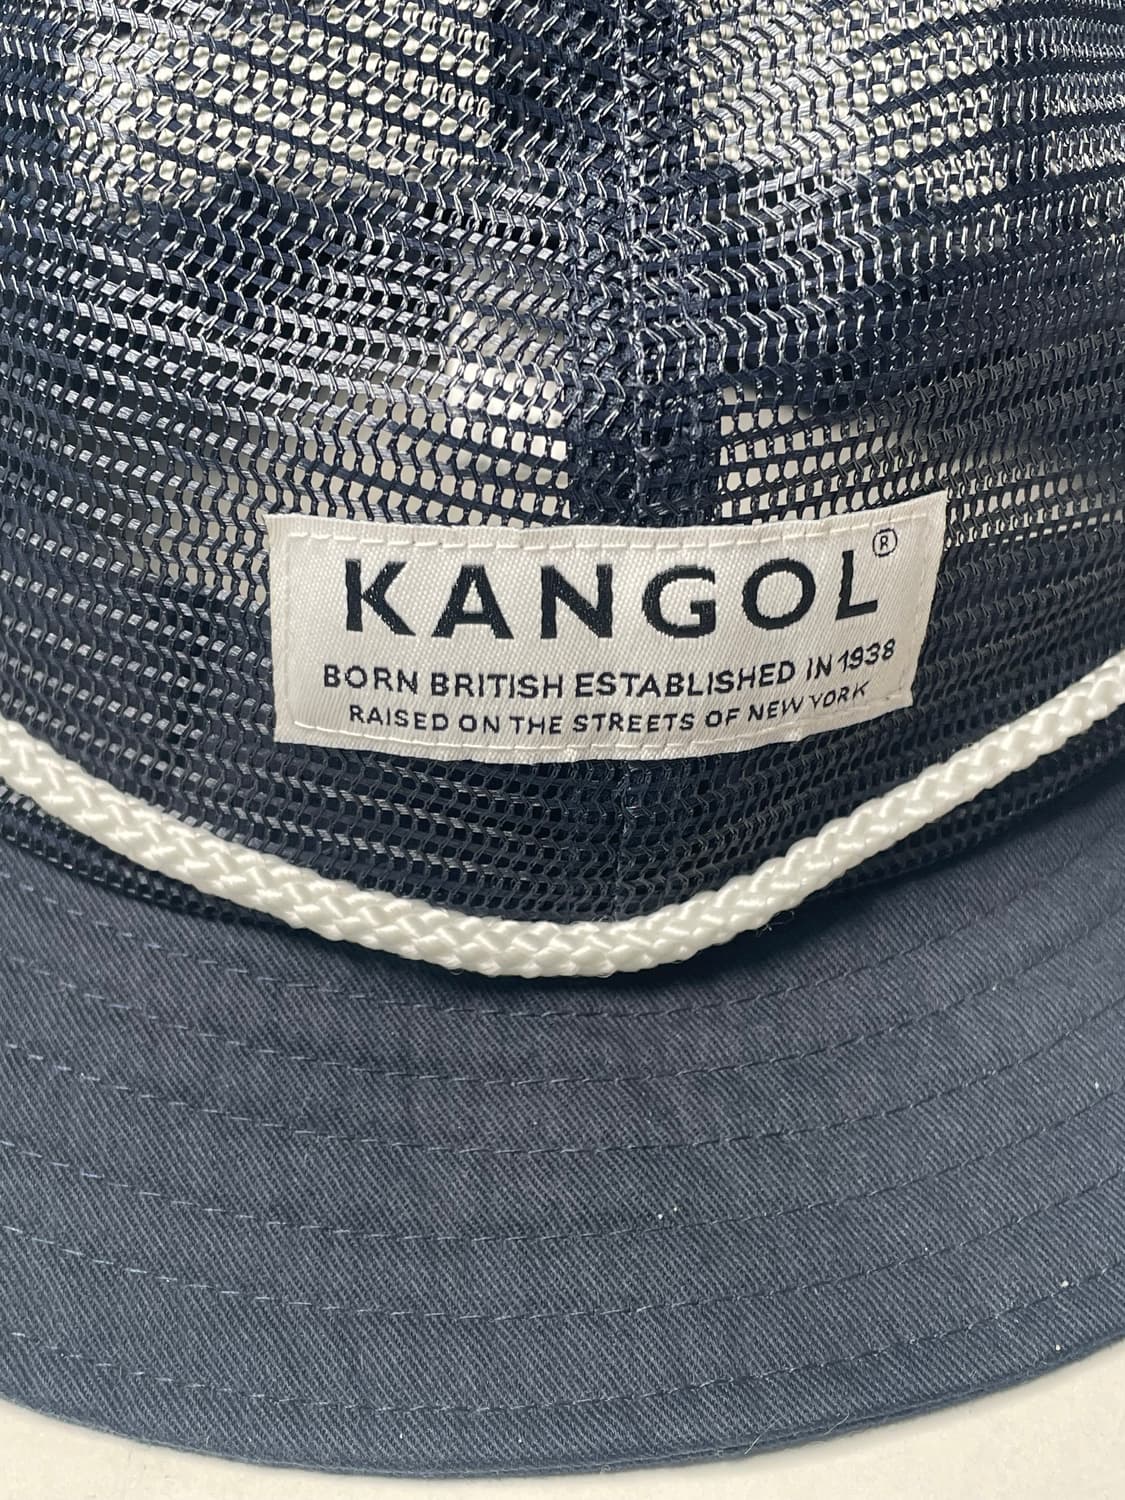 KANGOL®
BORN BRITISH ESTABLISHED IN 1938
RAISED ON THE STREETS OF NEW YORK